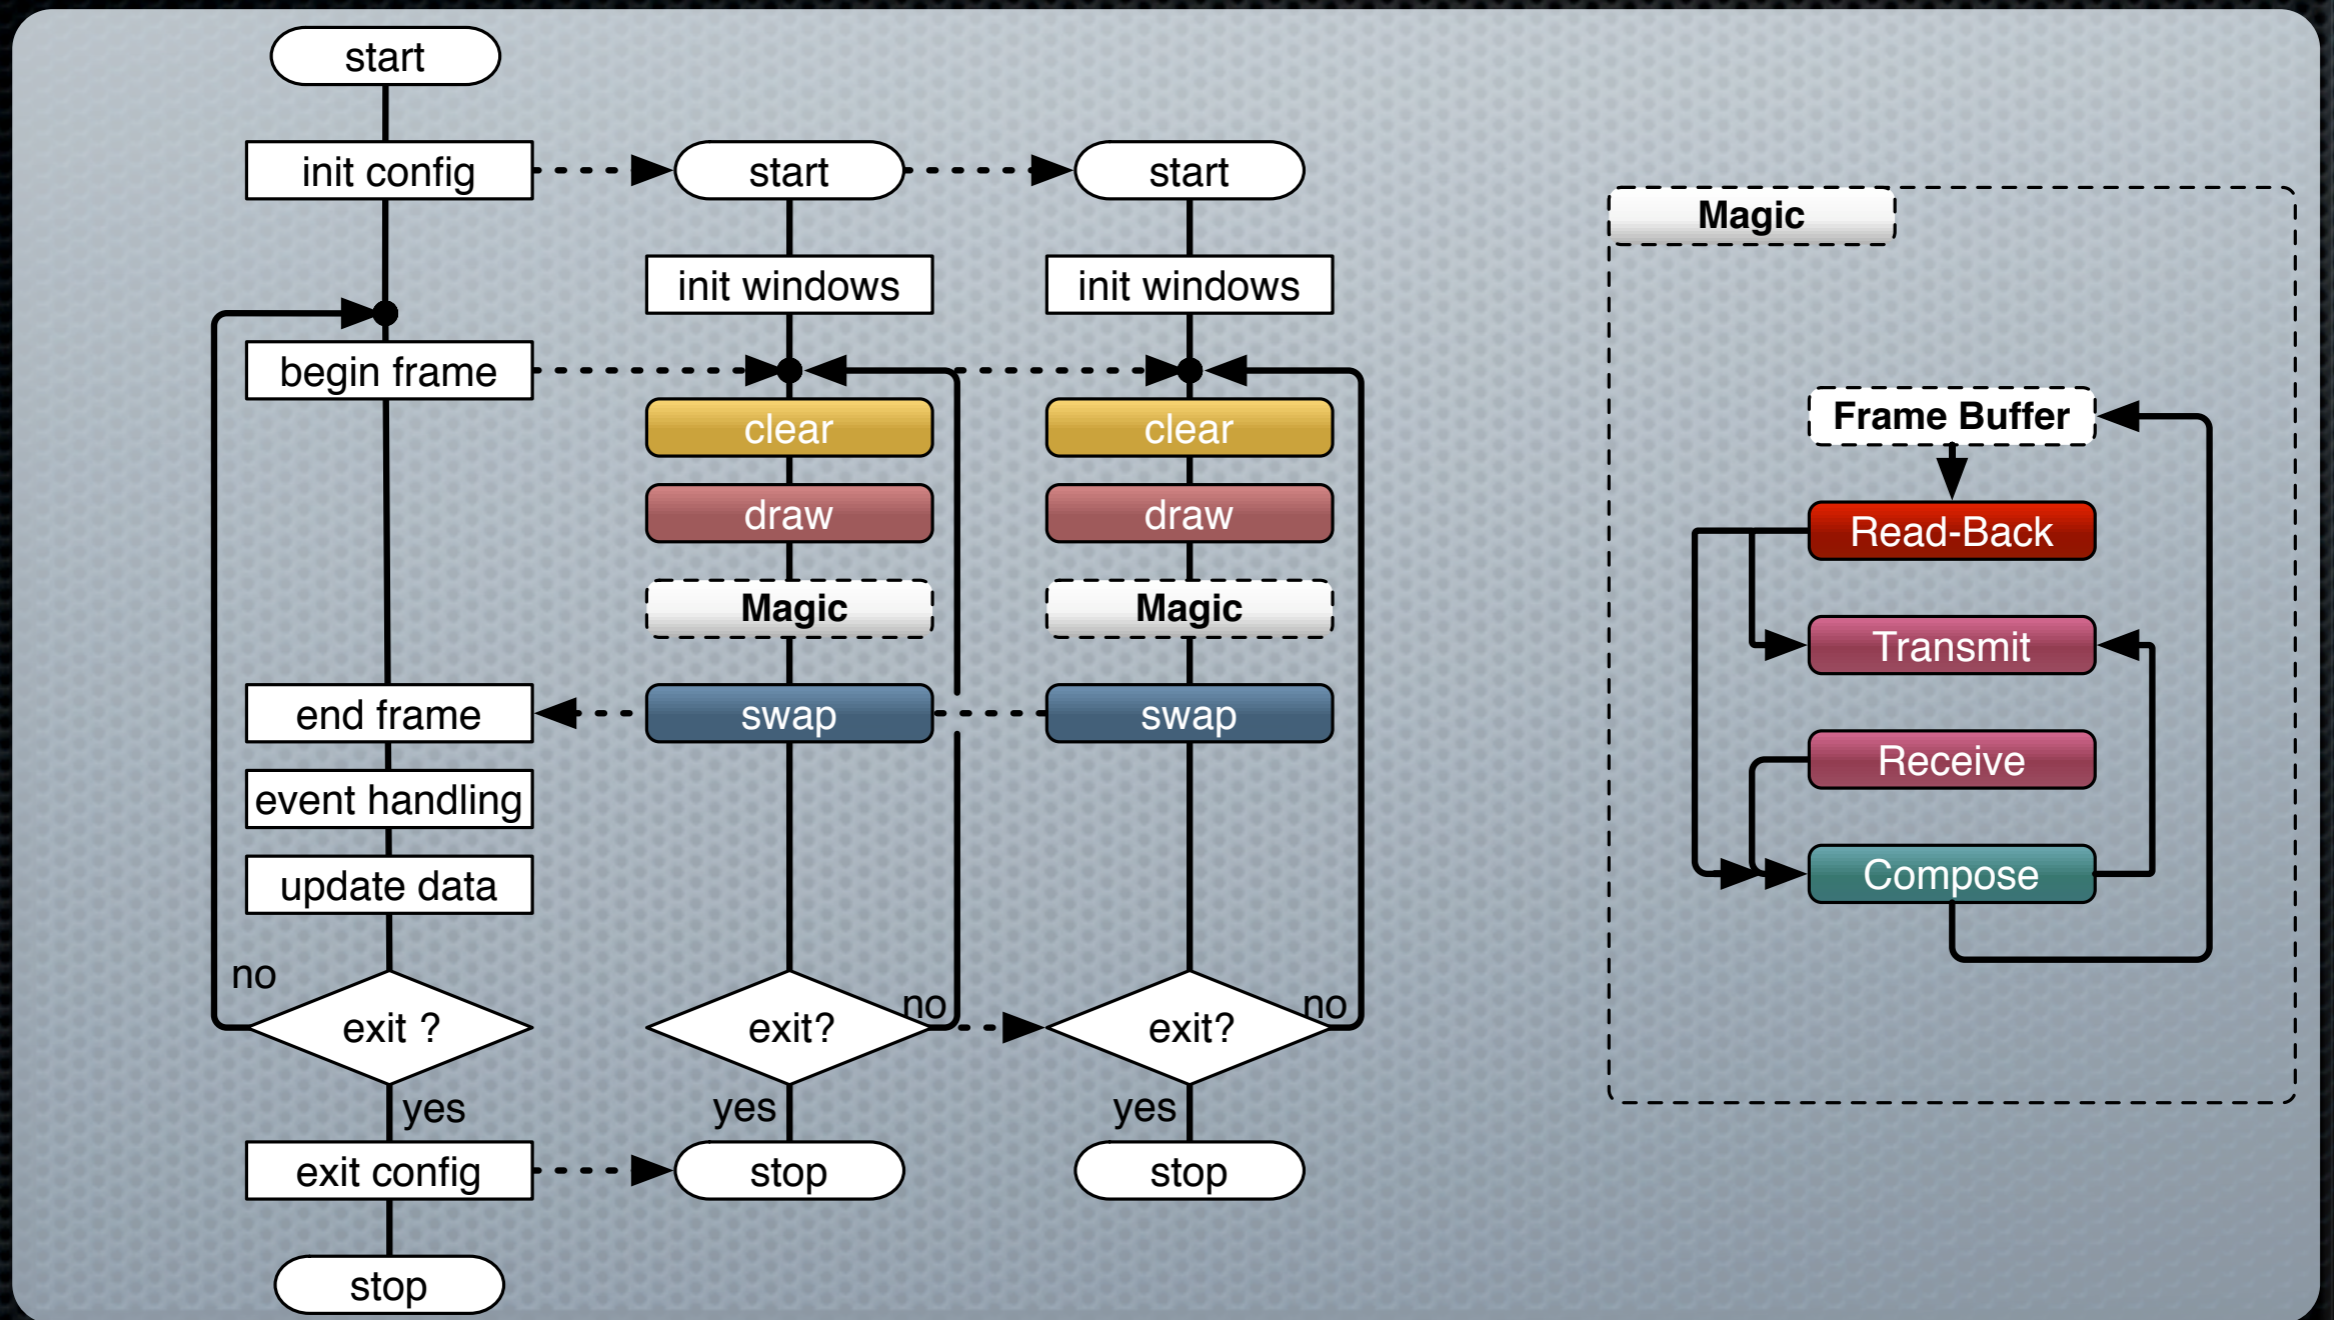 start
init config
begin frame
end frame
event handling
update data
no
exit ?
yes
exit config
stop
start
init windows
clear
draw
Magic
swap
no
exit?
yes
stop
start
init windows
clear
draw
Magic
swap
no
exit?
yes
stop
Magic
Frame Buffer
Read-Back
Transmit
Receive
Compose